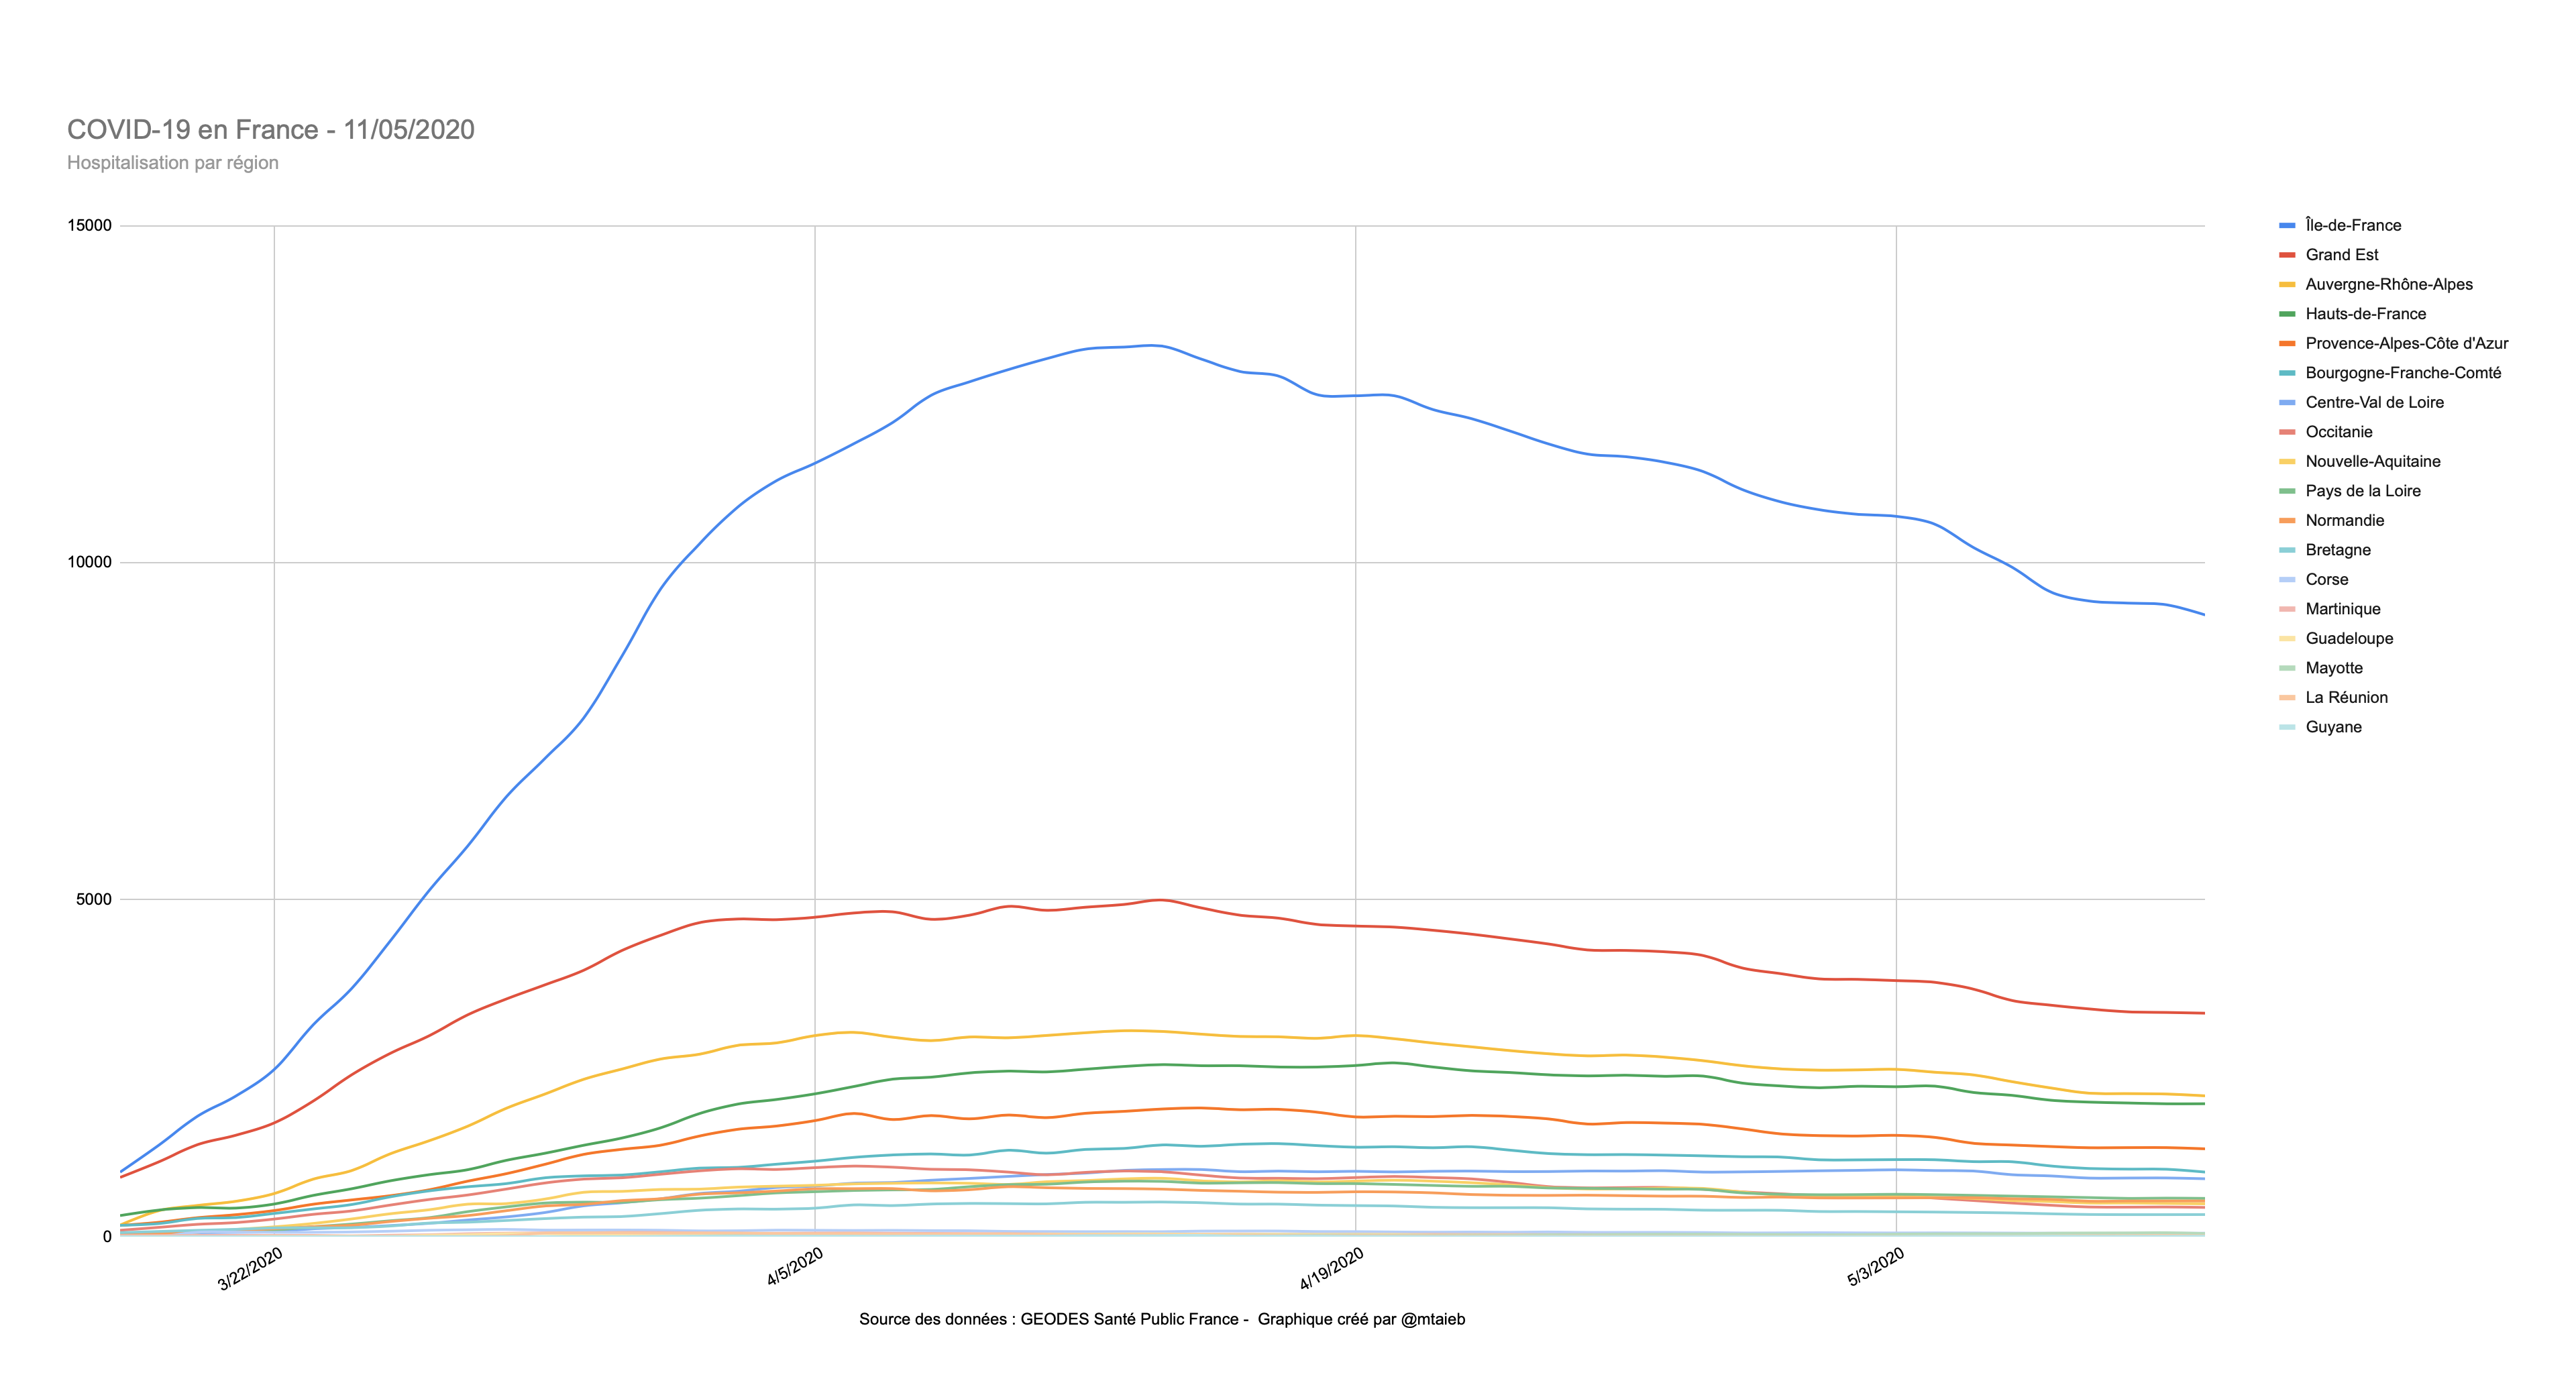 COVID-19 en France - 11/05/2020
Hospitalisation par région
15000
10000
5000
0
3/22/2020
4/5/2020
4/19/2020
5/3/2020
Île-de-France
Grand Est
Auvergne-Rhône-Alpes
Hauts-de-France
Provence-Alpes-Côte d'Azur
Bourgogne-Franche-Comté
Centre-Val de Loire
Occitanie
Nouvelle-Aquitaine
Pays de la Loire
Normandie
Bretagne
Corse
Martinique
Guadeloupe
Mayotte
La Réunion
Guyane
Source des données : GEODES Santé Public France - Graphique créé par @mtaieb